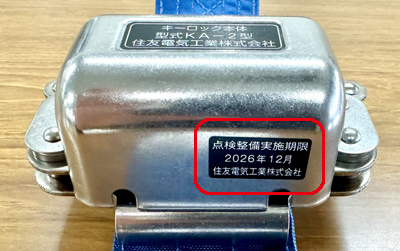 キーロック本体
型式KA－2型
住友電気工業株式会社
点検整備実施期限
2026年12月
住友電気工業株式会社